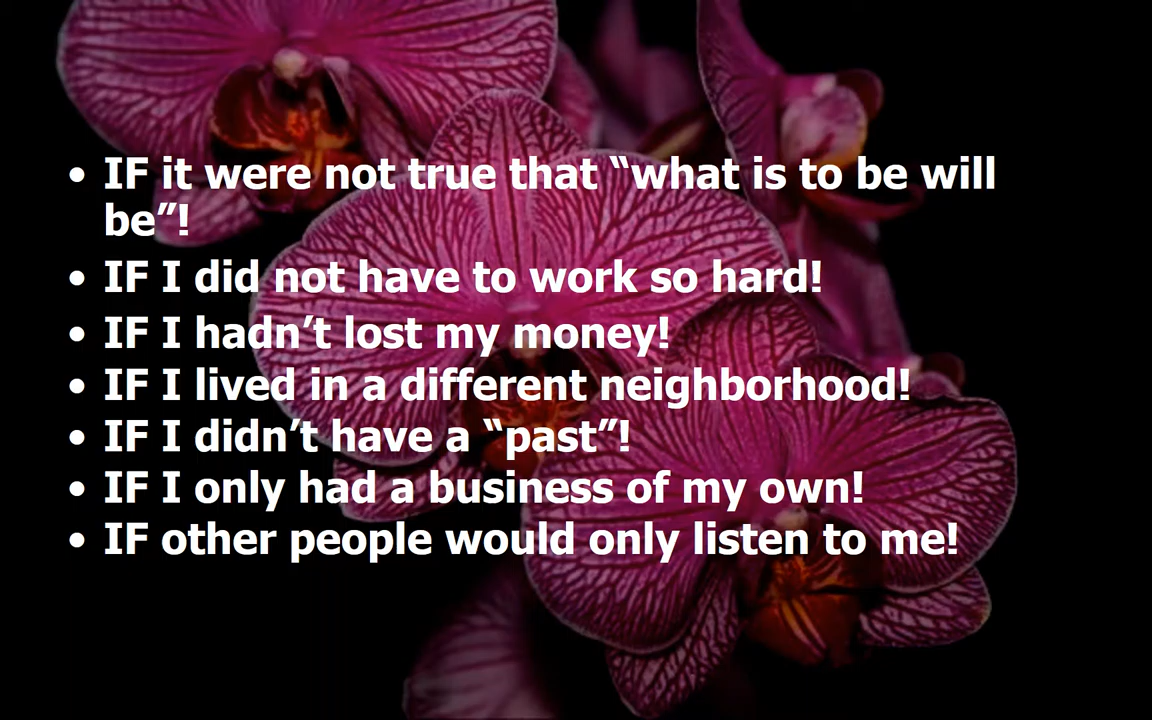 • IF it were not true that “what is to be will
be”!
• IF I did not have to work so hard!
• IF I hadn’t lost my money!
• IF I lived in a different neighborhood!
• IF I didn’t have a “past”!
• IF I only had a business of my own!
• IF other people would only listen to me!